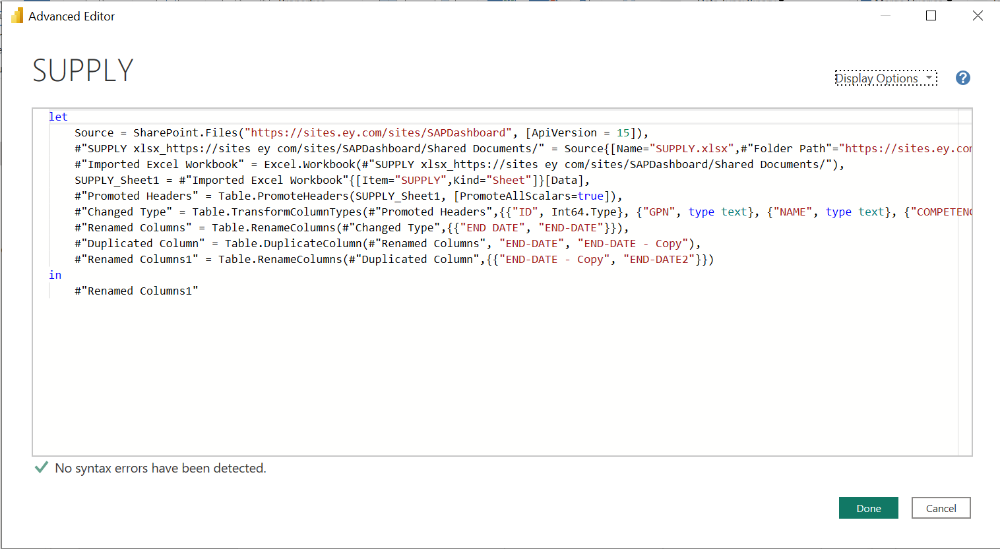 Advanced Editor
SUPPLY
Display Options
?
let
Source = SharePoint.Files("https://sites.ey.com/sites/SAPDashboard", [ApiVersion = 15]),
#"SUPPLY xlsx_https://sites ey com/sites/SAPDashboard/Shared Documents/" = Source{[Name="SUPPLY.xlsx",#"Folder Path"="https://sites.ey.com
#"Imported Excel Workbook" = Excel.Workbook(#"SUPPLY xlsx_https://sites ey com/sites/SAPDashboard/Shared Documents/"),
SUPPLY_Sheet1 = #"Imported Excel Workbook"{[Item="SUPPLY",Kind="Sheet"]}[Data],
#"Promoted Headers" = Table.PromoteHeaders(SUPPLY_Sheet1, [PromoteAllScalars=true]),
#"Changed Type" = Table.TransformColumnTypes(#"Promoted Headers",{{"ID", Int64.Type}, {"GPN", type text}, {"NAME", type text}, {"COMPETENC
#"Renamed Columns" = Table.RenameColumns(#"Changed Type",{{"END DATE", "END-DATE"}}),
#"Duplicated Column" = Table.DuplicateColumn(#"Renamed Columns", "END-DATE", "END-DATE - Copy"),
#"Renamed Columns1" = Table.RenameColumns(#"Duplicated Column",{{"END-DATE - Copy", "END-DATE2"}})
in
#"Renamed Columns1"
No syntax errors have been detected.
Done
Cancel